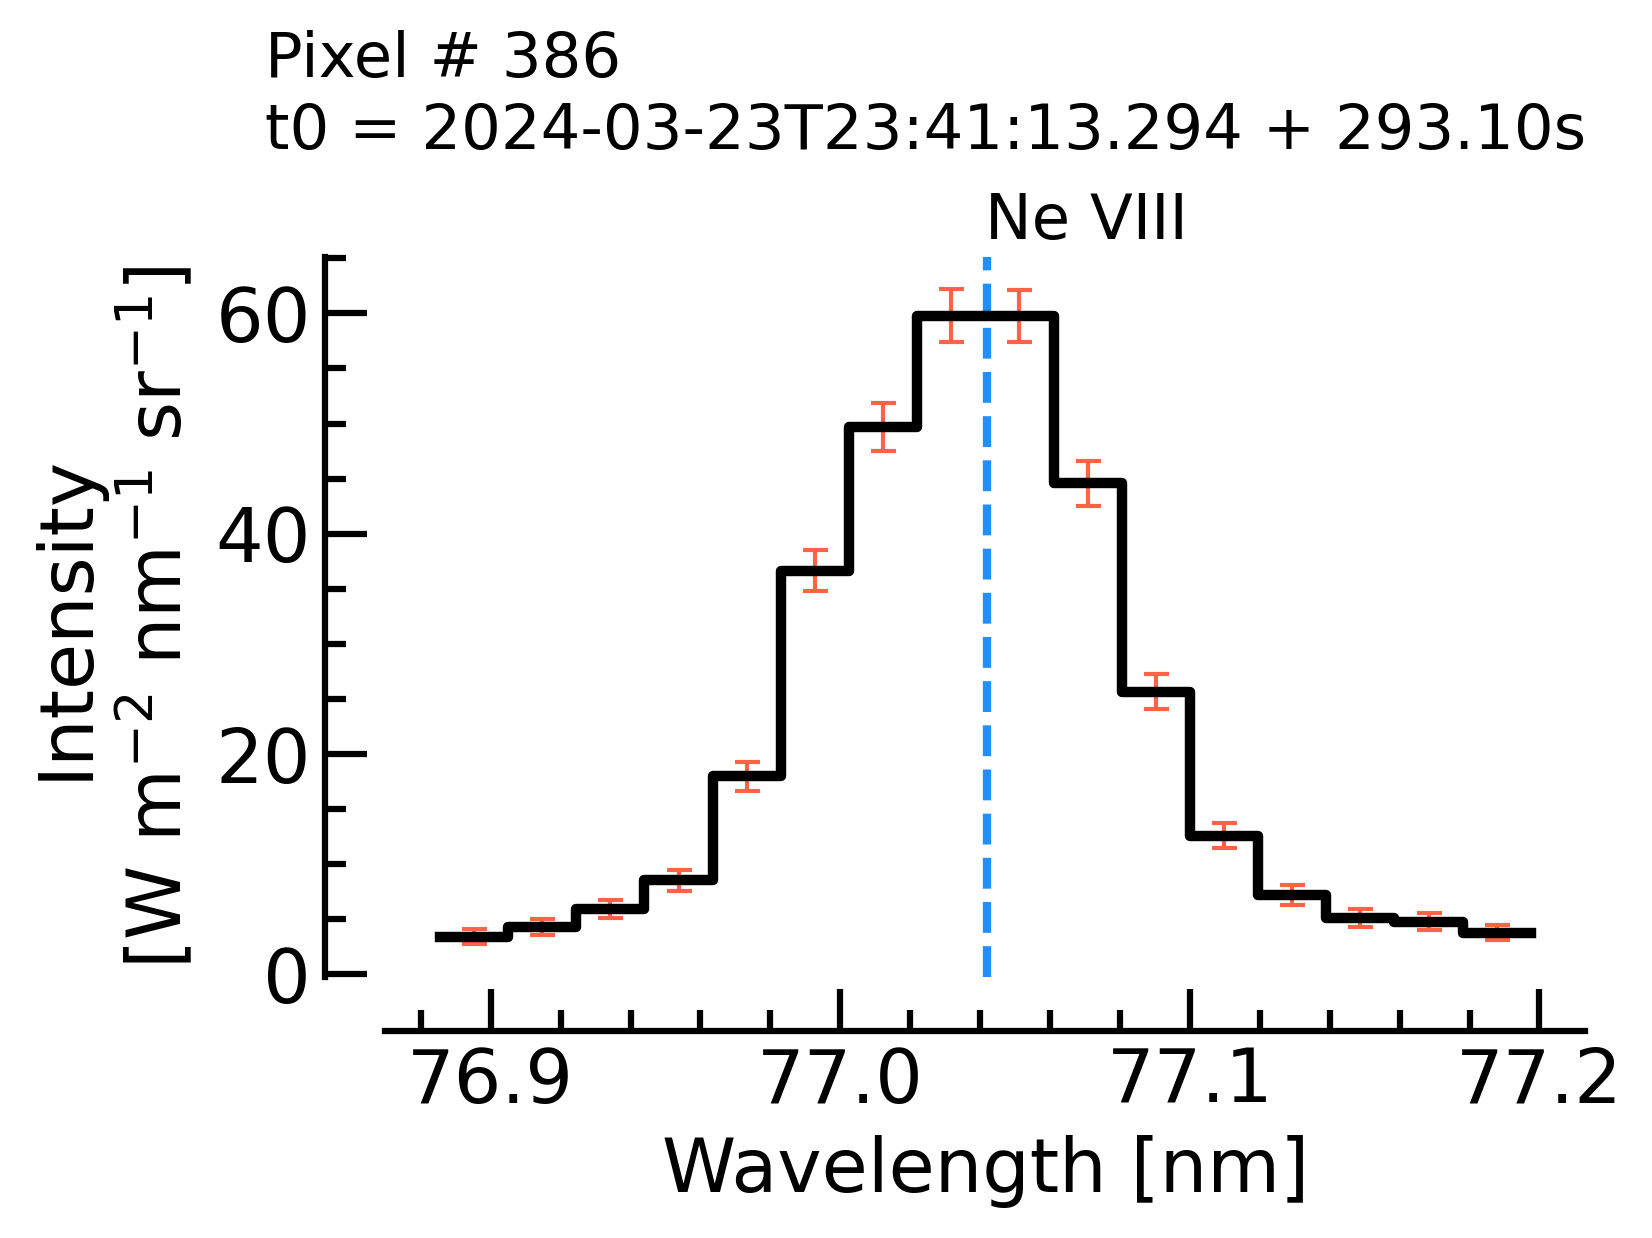 Pixel # 386
t0 = 2024-03-23T23:41:13.294 + 293.10s
Ne VIII
Intensity
[W m⁻² nm⁻¹ sr⁻¹]
60
40
20
0
76.9 77.0 77.1 77.2
Wavelength [nm]